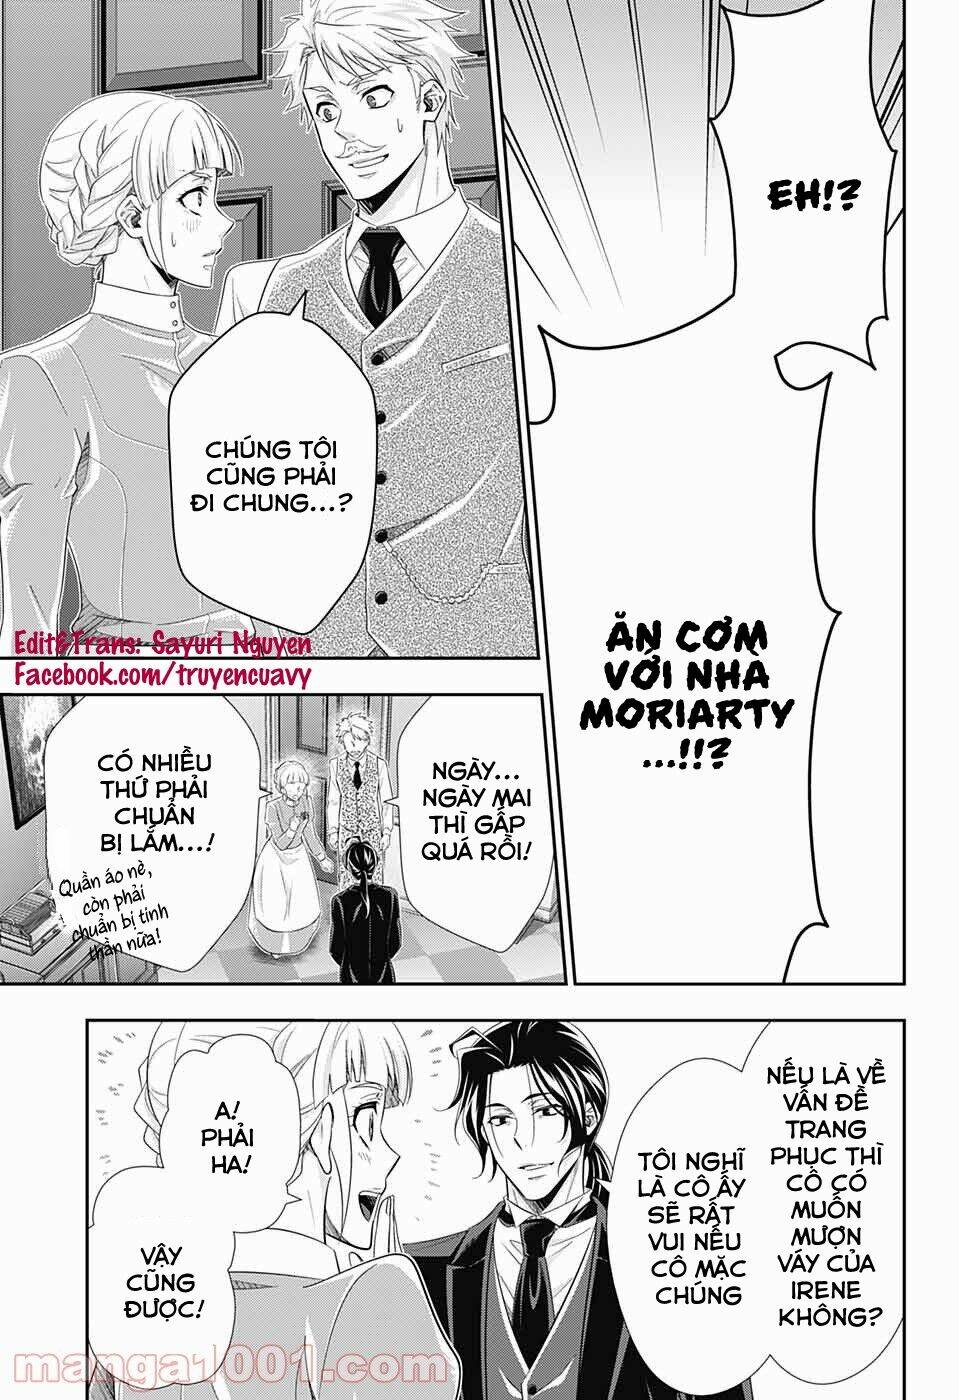 EH!?
ĂN CƠM
VỚI NHÀ
MORIARTY
...!!?
CHÚNG TÔI
CŨNG PHẢI
ĐI CHUNG...?
Edit&Trans: Sayuri Nguyen
Facebook.com/truyencuavy
NGÀY...
NGÀY MAI
THÌ GẤP
QUÁ RỒI!
CÓ NHIỀU
THỨ PHẢI
CHUẨN
BỊ LẮM...!
Quần áo nè,
còn phải
chuẩn bị tinh
thần nữa!
NẾU LÀ VỀ
VẤN ĐỀ
TRANG
PHỤC THÌ
CÔ CÓ
MUỐN
MƯỢN
VÁY CỦA
IRENE
KHÔNG?
TÔI NGHĨ
LÀ CÔ ẤY
SẼ RẤT
VUI NẾU
CÔ MẶC
CHÚNG
A!
PHẢI
HA!
VẬY
CŨNG
ĐƯỢC!
manga1001.com